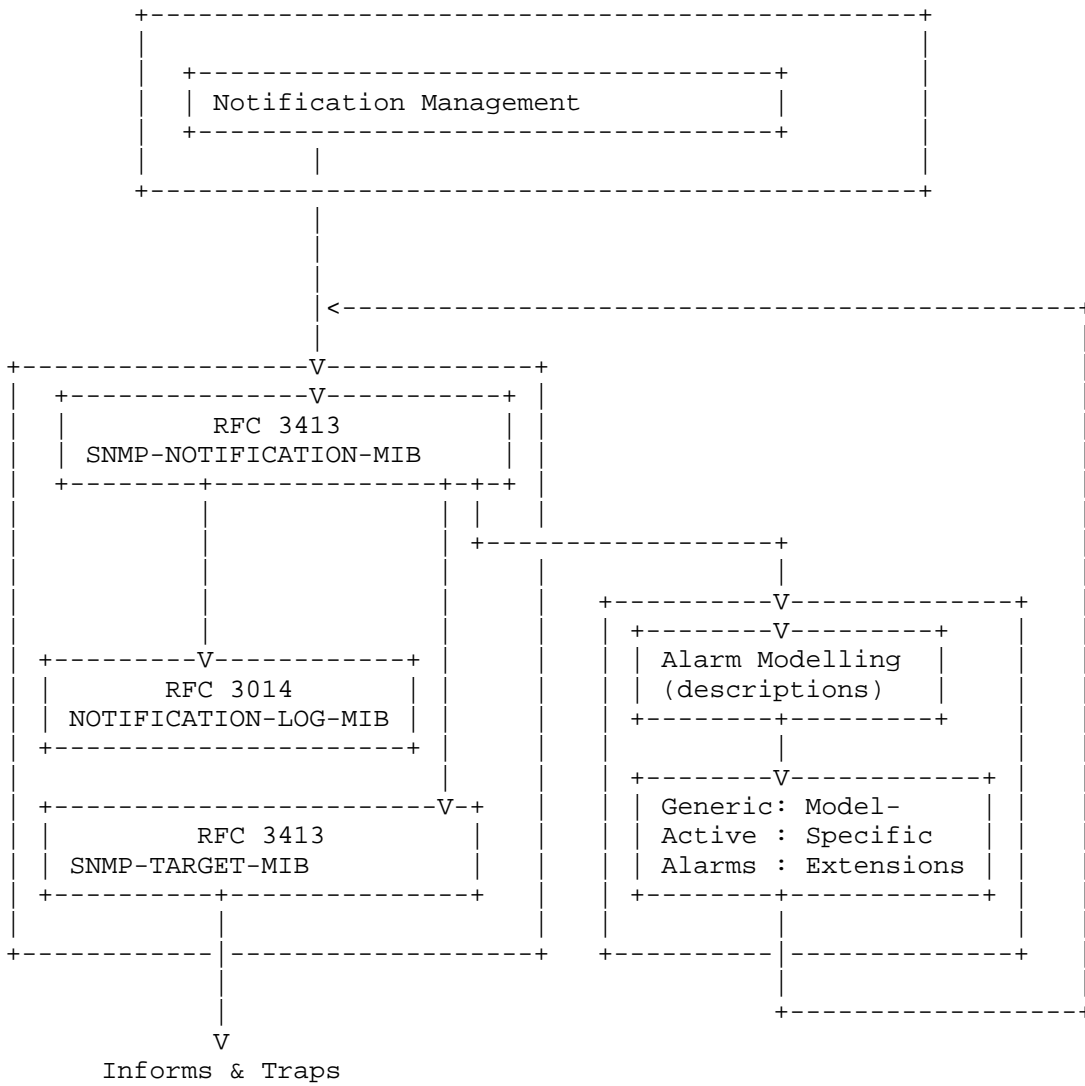 Notification Management
RFC 3413
SNMP-NOTIFICATION-MIB
Alarm Modelling
(descriptions)
RFC 3014
NOTIFICATION-LOG-MIB
Generic: Model-
Active : Specific
Alarms : Extensions
RFC 3413
SNMP-TARGET-MIB
Informs & Traps